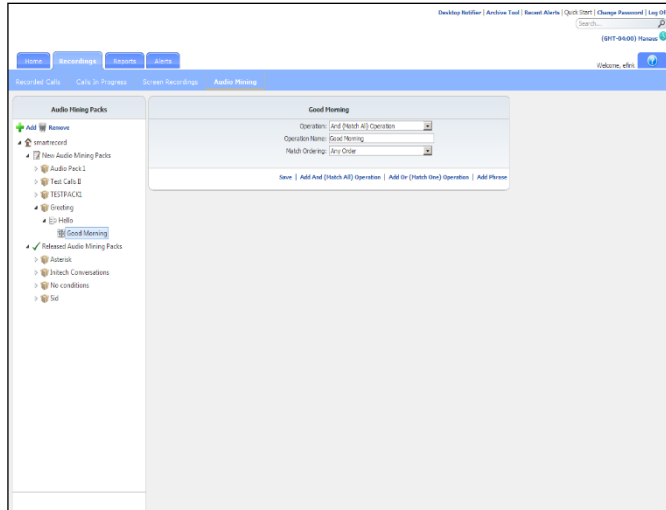 Desktop Notifier | Archive Tool | Recent Alerts | Quick Start | Change Password | Log Off
Search...
(GMT-04:00) Manaus
Home Recordings Reports Alerts
Welcome, efink
Recorded Calls Calls In Progress Screen Recordings Audio Mining
Audio Mining Packs
Add Remove
smartrecord
New Audio Mining Packs
Audio Pack 1
Test Calls II
TESTPACK1
Greeting
Hello
Good Morning
Released Audio Mining Packs
Asterisk
Initech Conversations
No conditions
Sid
Good Morning
Operation: And (Match All) Operation
Operation Name: Good Morning
Match Ordering: Any Order
Save | Add And (Match All) Operation | Add Or (Match One) Operation | Add Phrase